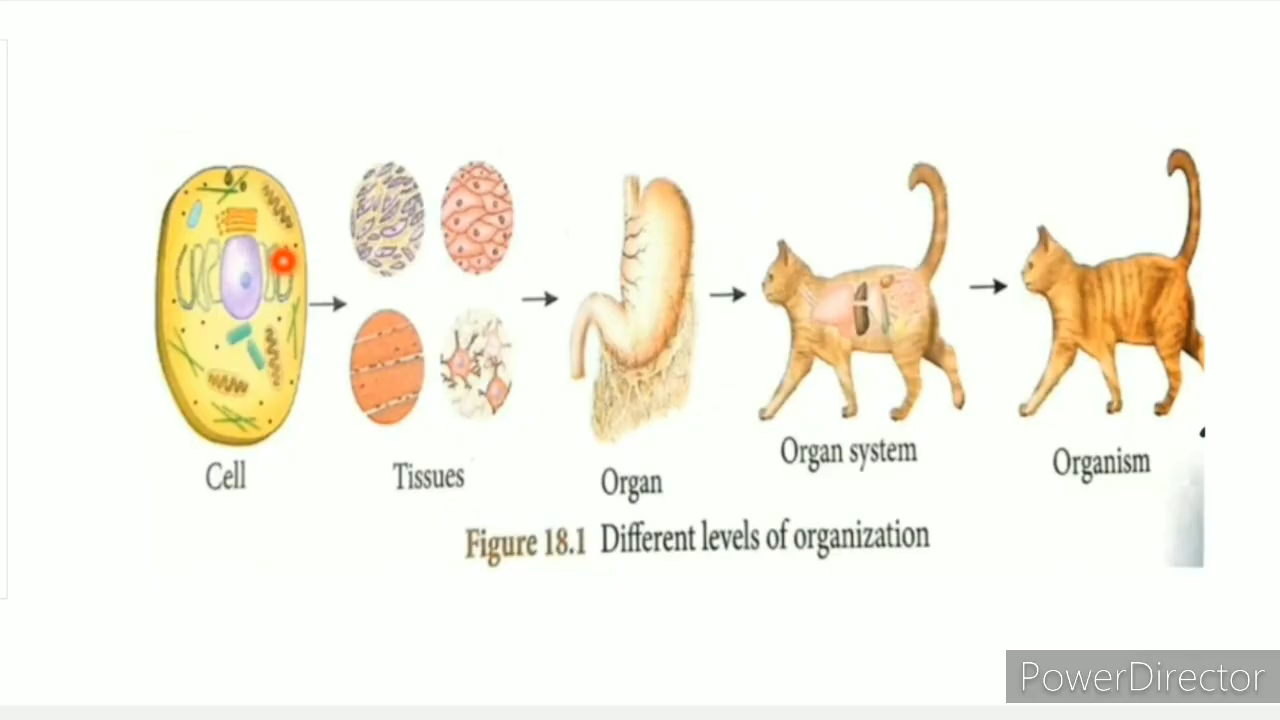 Cell
Tissues
Organ
Organ system
Organism
Figure 18.1 Different levels of organization
PowerDirector